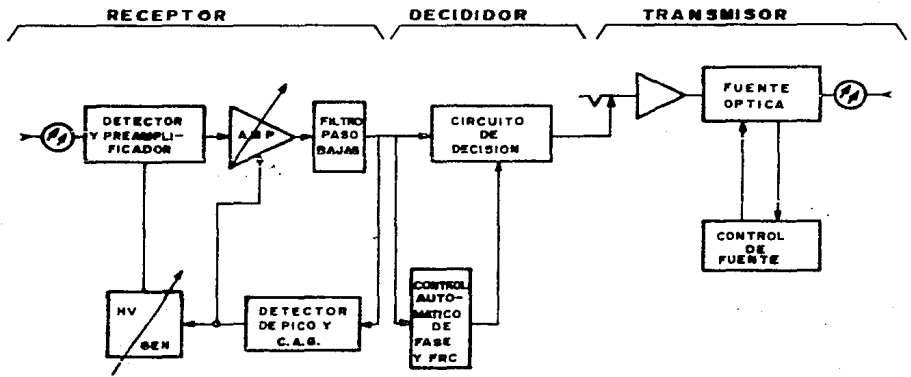 RECEPTOR
DECIDIDOR
TRANSMISOR
DETECTOR
Y PREAMPLI-
FICADOR
AMP
FILTRO
PASO
BAJAS
CIRCUITO
DE
DECISION
FUENTE
OPTICA
CONTROL
DE
FUENTE
HV
GEN
DETECTOR
DE PICO Y
C.A.G.
CONTROL
AUTO-
MATICO
DE
FASE
Y FRC